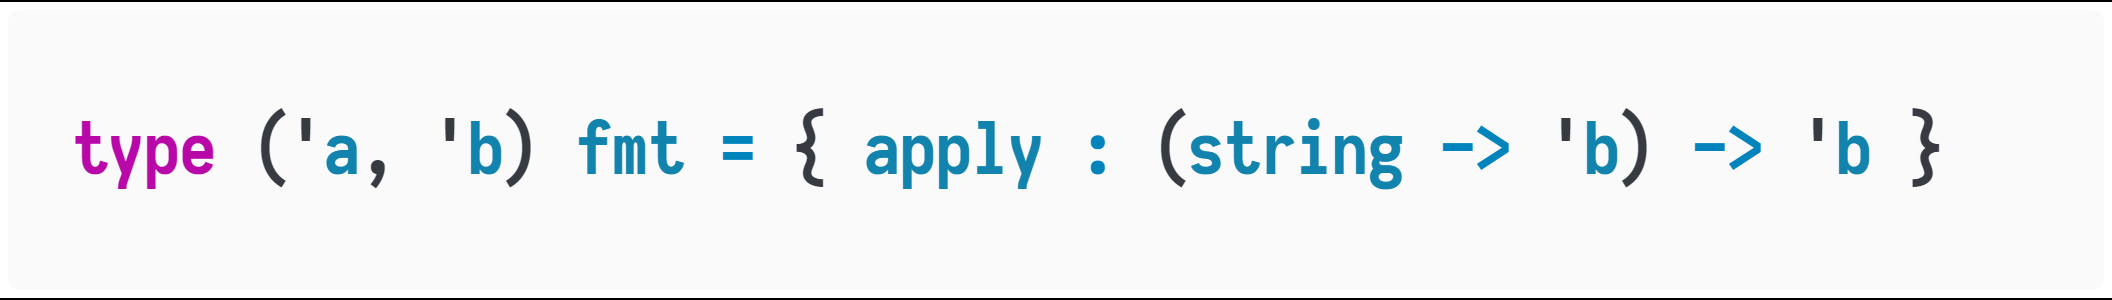 type ('a, 'b) fmt = { apply : (string -> 'b) -> 'b }